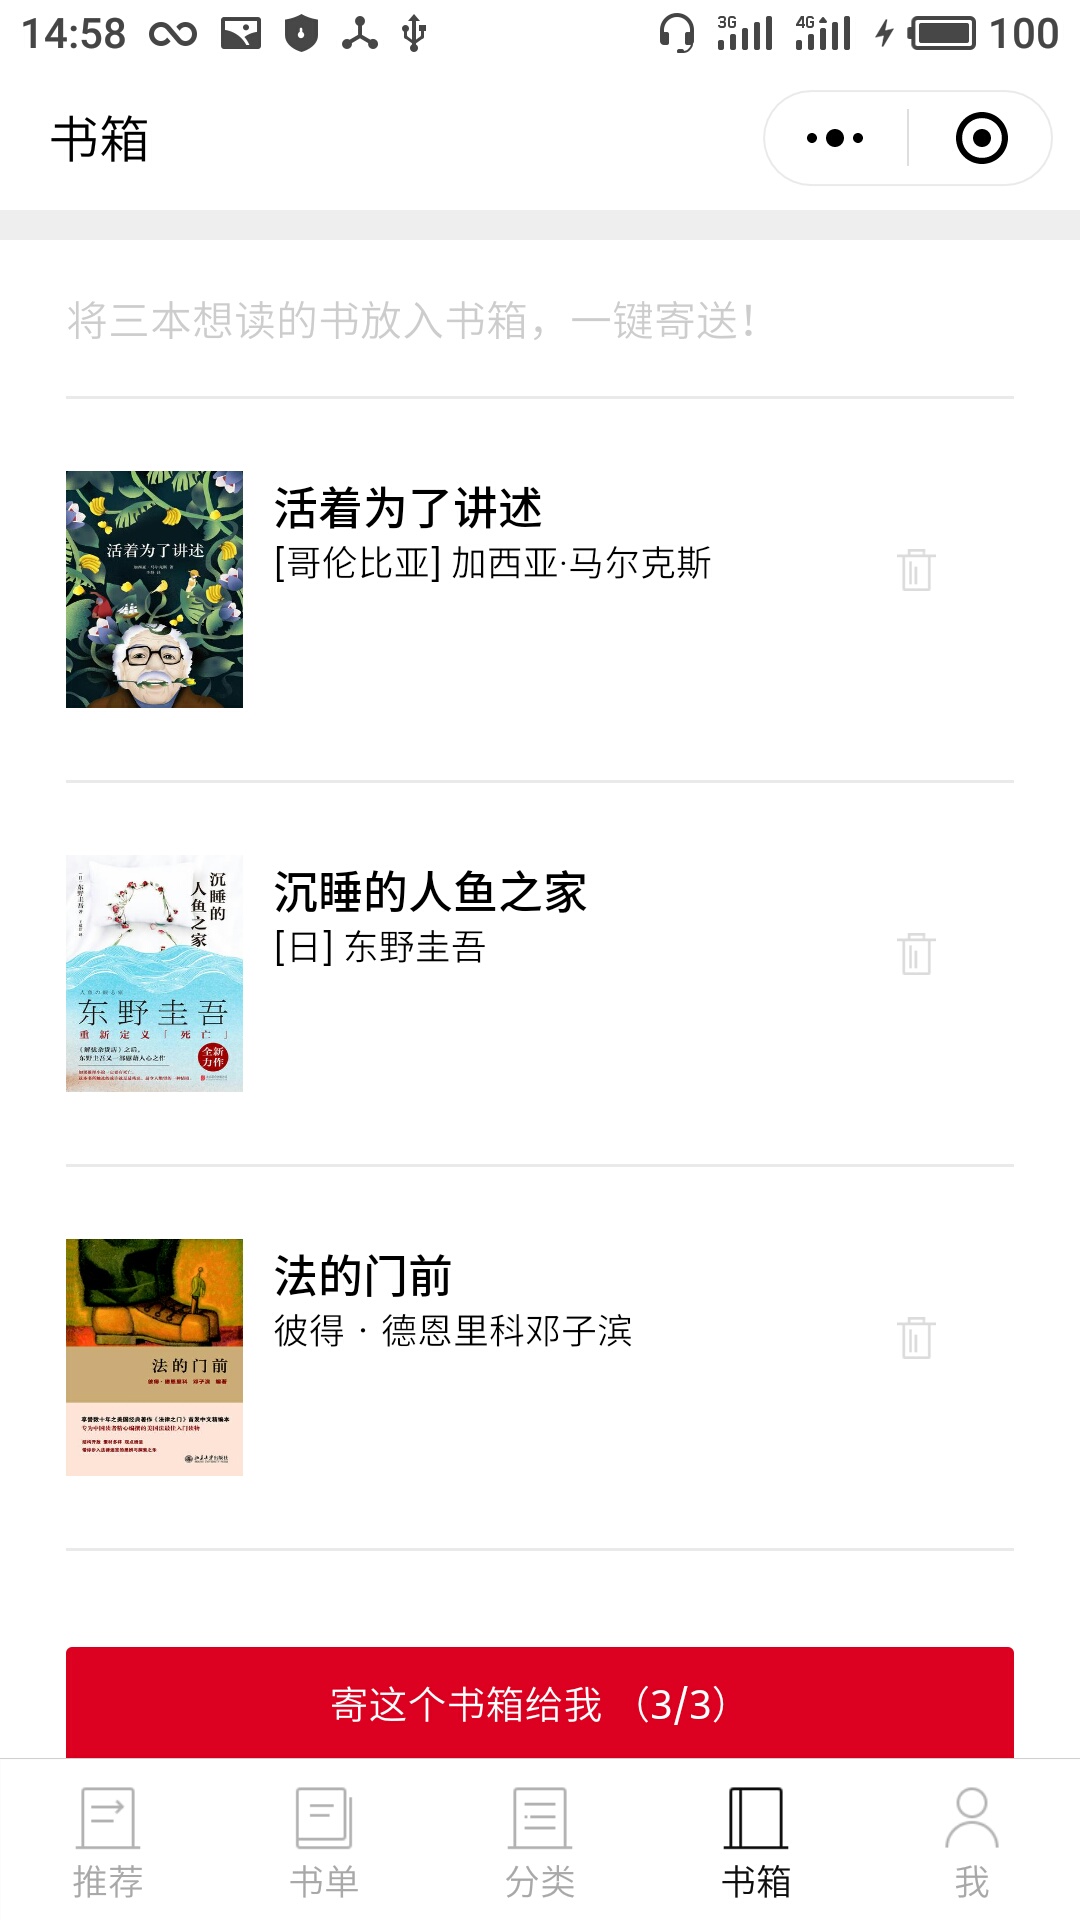 14:58
3G
4G
100
书箱
将三本想读的书放入书箱，一键寄送！
活着为了讲述
活着为了讲述
[哥伦比亚] 加西亚·马尔克斯
沉睡的
人鱼之家
东野圭吾
重新定义「死亡」
全新
力作
沉睡的人鱼之家
[日] 东野圭吾
法的门前
法的门前
彼得 · 德恩里科邓子滨
寄这个书箱给我 （3/3）
推荐
书单
分类
书箱
我